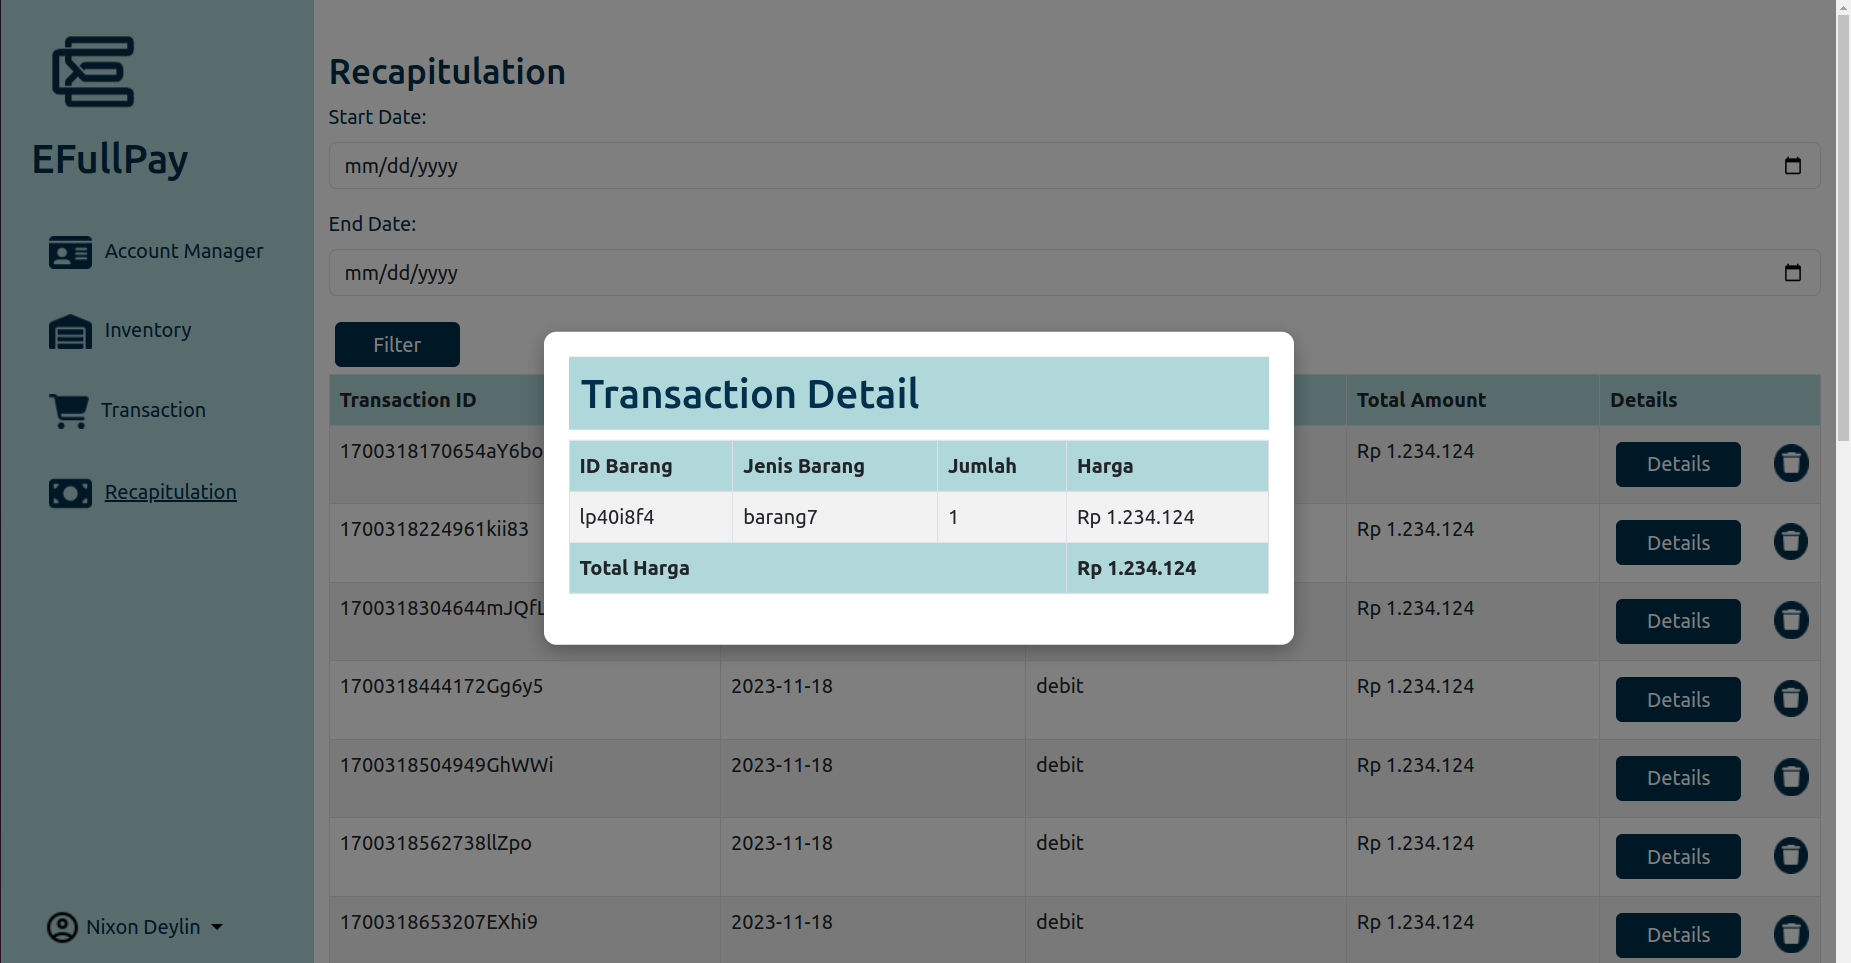 EFullPay
Account Manager
Inventory
Transaction
Recapitulation
Nixon Deylin
Recapitulation
Start Date:
mm/dd/yyyy
End Date:
mm/dd/yyyy
Filter
Transaction ID Total Amount Details
1700318170654aY6bo Rp 1.234.124 Details
1700318224961kii83 Rp 1.234.124 Details
1700318304644mJQfL Rp 1.234.124 Details
1700318444172Gg6y5 2023-11-18 debit Rp 1.234.124 Details
1700318504949GhWWi 2023-11-18 debit Rp 1.234.124 Details
1700318562738llZpo 2023-11-18 debit Rp 1.234.124 Details
1700318653207EXhi9 2023-11-18 debit Rp 1.234.124 Details
Transaction Detail
ID Barang Jenis Barang Jumlah Harga
lp40i8f4 barang7 1 Rp 1.234.124
Total Harga Rp 1.234.124